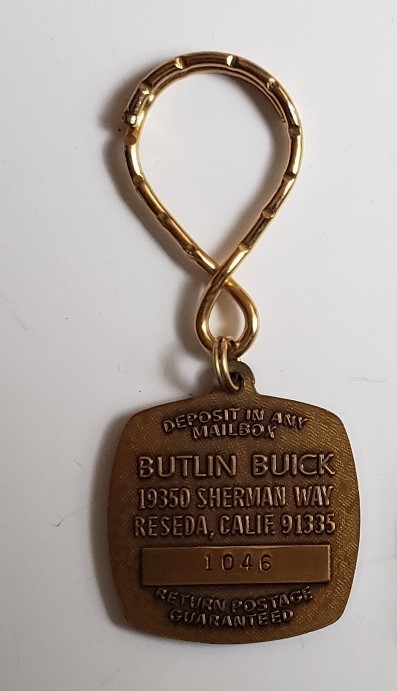 DEPOSIT IN ANY
MAILBOX
BUTLIN BUICK
19350 SHERMAN WAY
RESEDA, CALIF. 91335
1046
RETURN POSTAGE
GUARANTEED